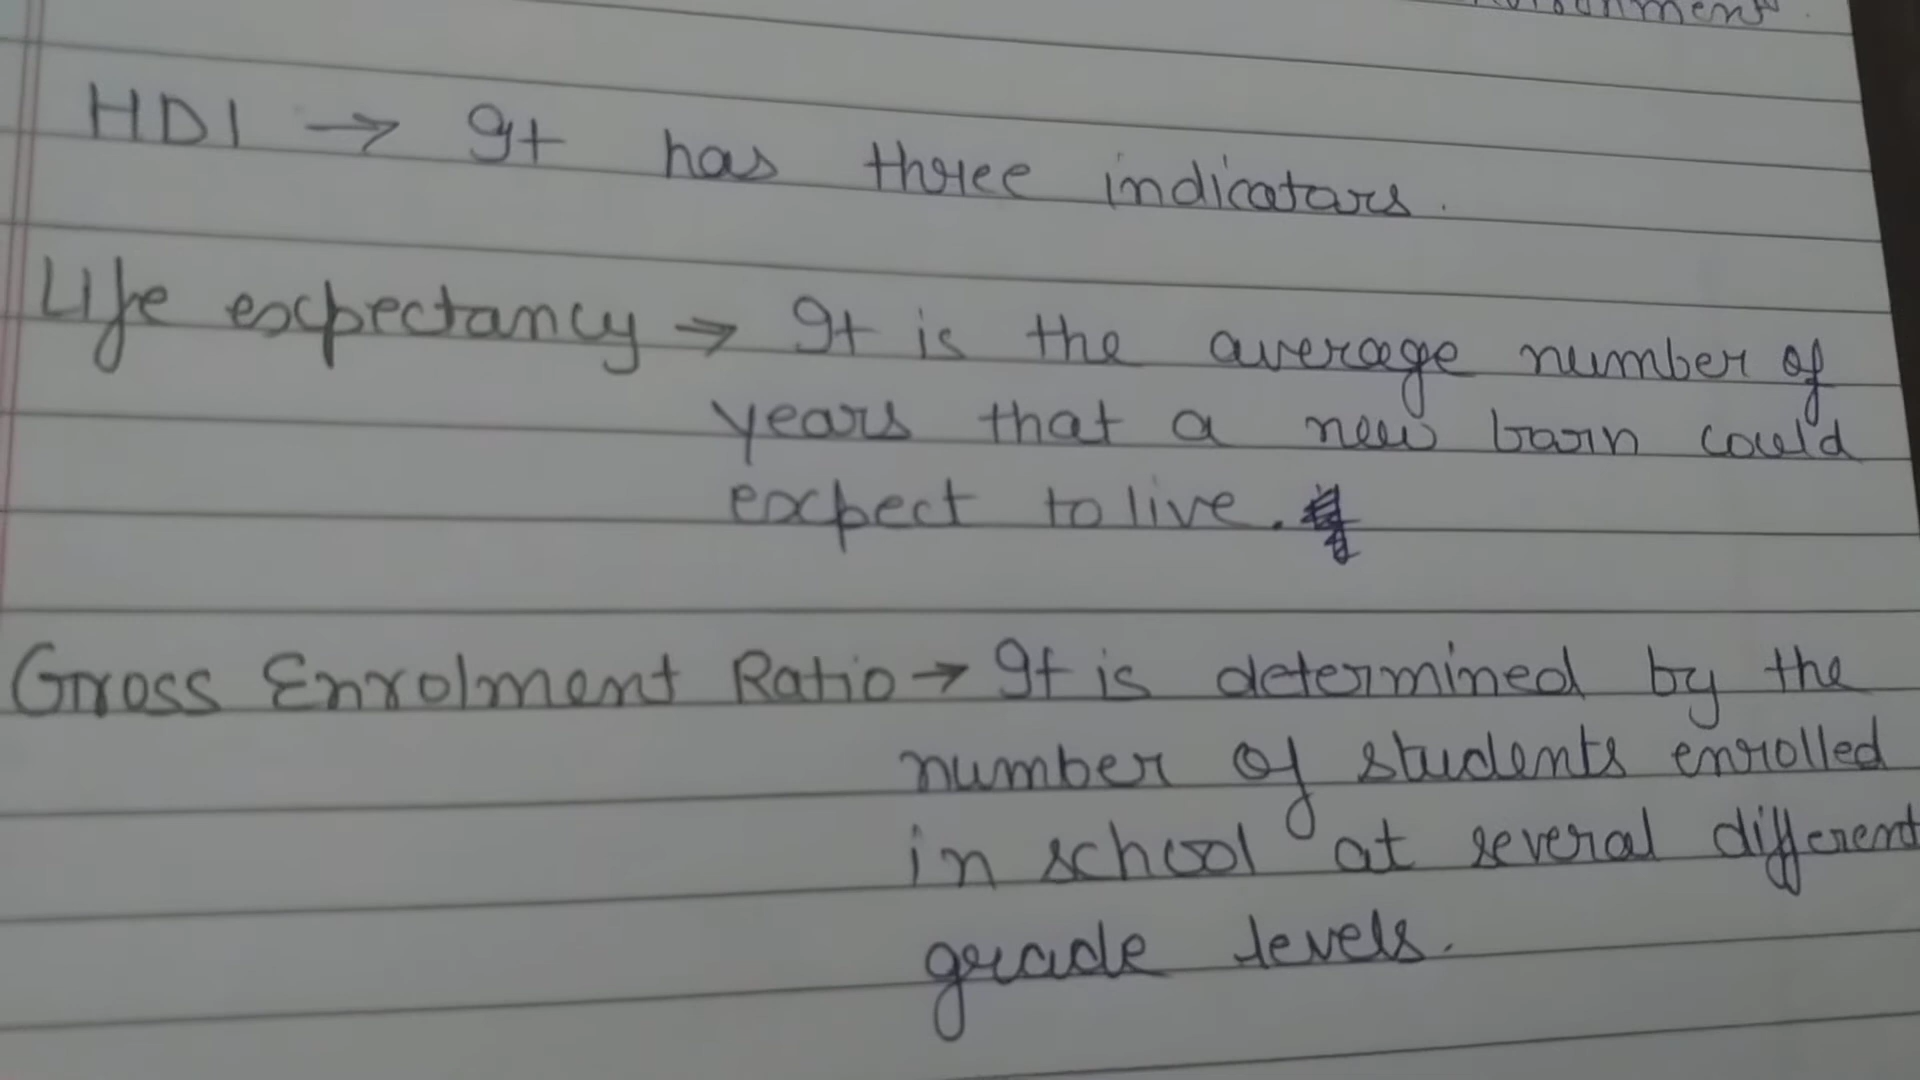 HDI → It has three indicators.
Life expectancy → It is the average number of
years that a new born could
expect to live.
Gross Enrolment Ratio → It is determined by the
number of students enrolled
in school at several different
grade levels.